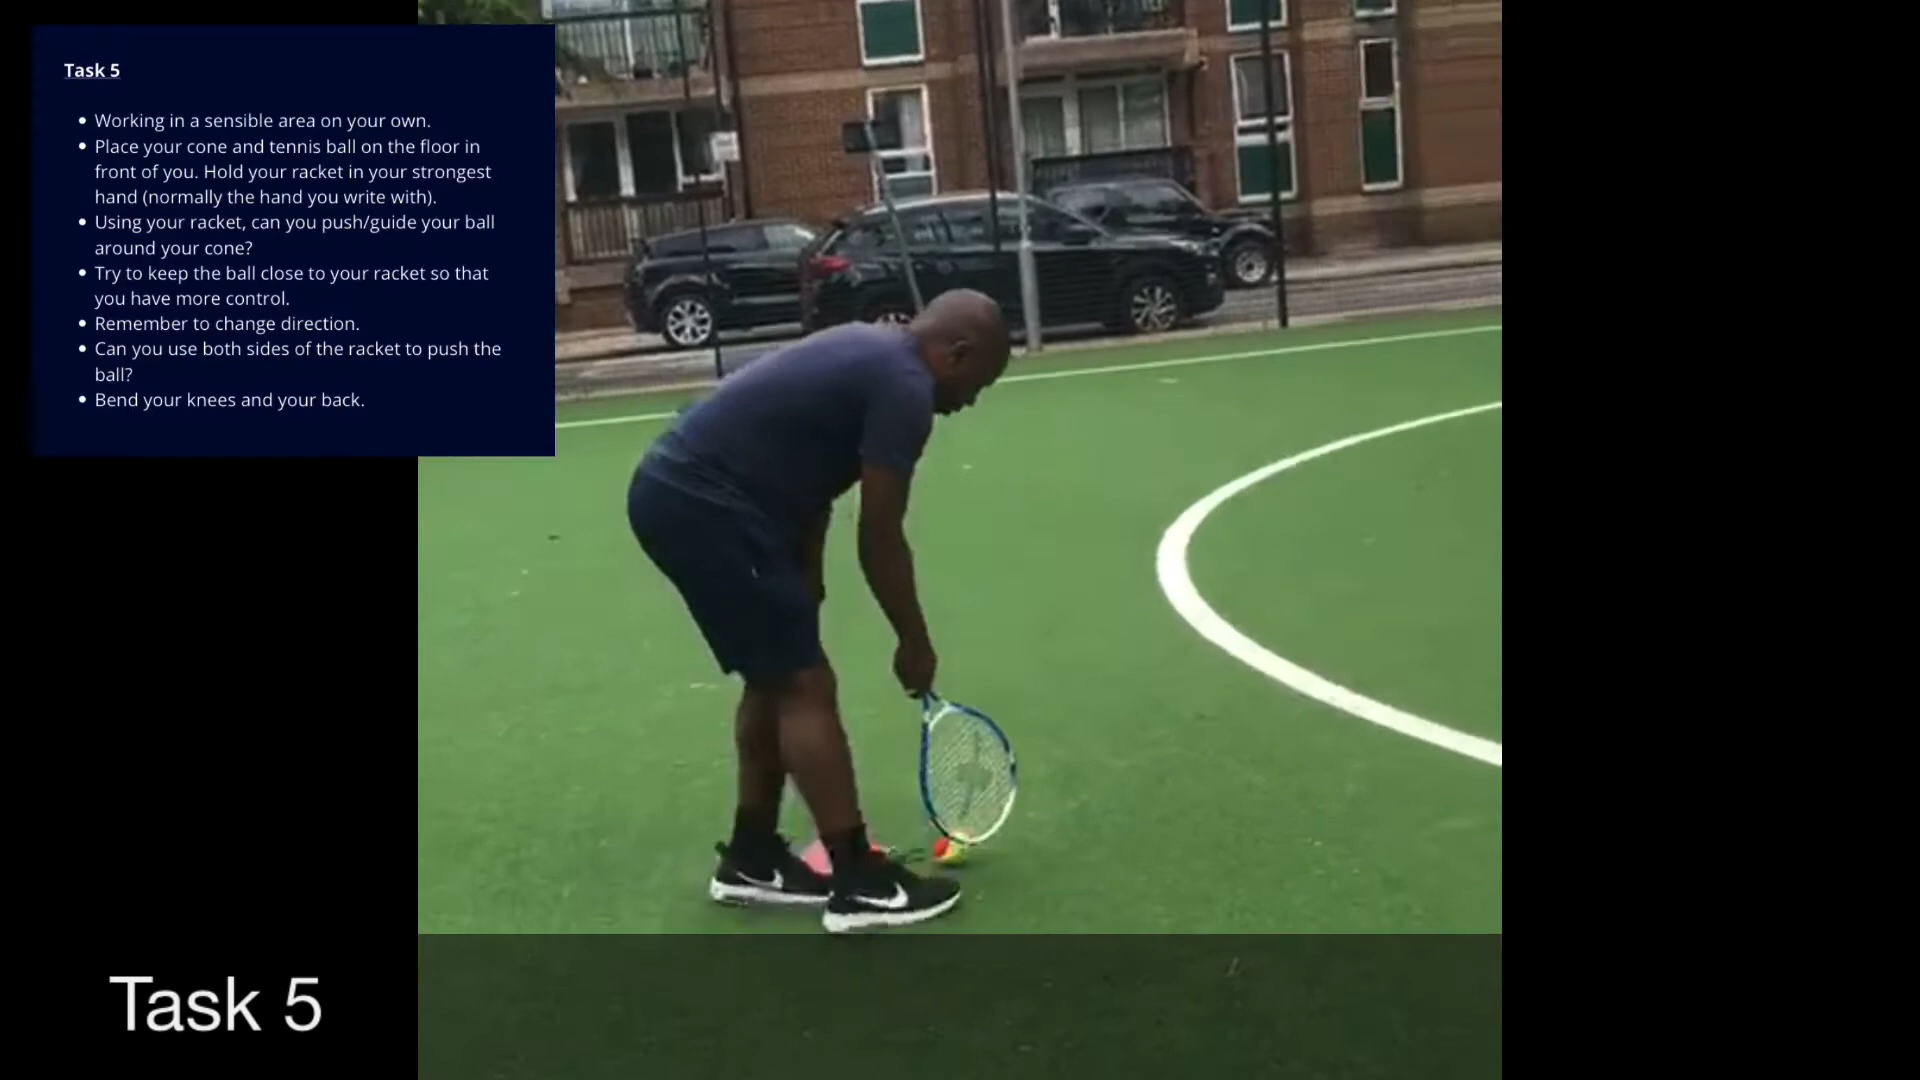 Task 5
• Working in a sensible area on your own.
• Place your cone and tennis ball on the floor in
front of you. Hold your racket in your strongest
hand (normally the hand you write with).
• Using your racket, can you push/guide your ball
around your cone?
• Try to keep the ball close to your racket so that
you have more control.
• Remember to change direction.
• Can you use both sides of the racket to push the
ball?
• Bend your knees and your back.
Task 5